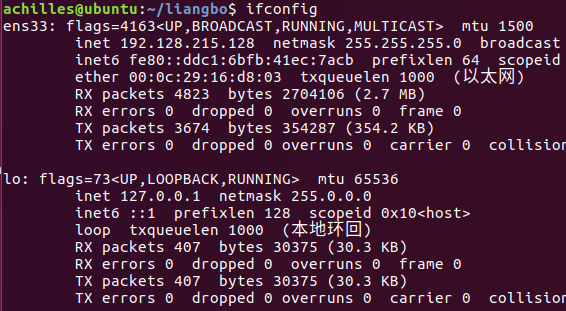 achilles@ubuntu:~/liangbo$ ifconfig
ens33: flags=4163<UP,BROADCAST,RUNNING,MULTICAST>  mtu 1500
        inet 192.128.215.128  netmask 255.255.255.0  broadcast
        inet6 fe80::ddc1:6bfb:41ec:7acb  prefixlen 64  scopeid
        ether 00:0c:29:16:d8:03  txqueuelen 1000  (以太网)
        RX packets 4823  bytes 2704106 (2.7 MB)
        RX errors 0  dropped 0  overruns 0  frame 0
        TX packets 3674  bytes 354287 (354.2 KB)
        TX errors 0  dropped 0 overruns 0  carrier 0  collision
lo: flags=73<UP,LOOPBACK,RUNNING>  mtu 65536
        inet 127.0.0.1  netmask 255.0.0.0
        inet6 ::1  prefixlen 128  scopeid 0x10<host>
        loop  txqueuelen 1000  (本地环回)
        RX packets 407  bytes 30375 (30.3 KB)
        RX errors 0  dropped 0  overruns 0  frame 0
        TX packets 407  bytes 30375 (30.3 KB)
        TX errors 0  dropped 0 overruns 0  carrier 0  collision